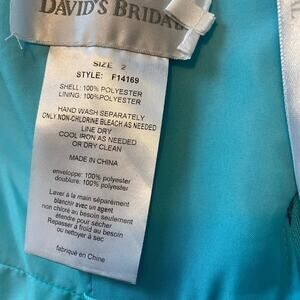 DAVID'S BRIDAL
SIZE 2
STYLE: F14169
SHELL: 100% POLYESTER
LINING: 100%POLYESTER
HAND WASH SEPARATELY
ONLY NON-CHLORINE BLEACH AS NEEDED
LINE DRY
COOL IRON AS NEEDED
OR DRY CLEAN
MADE IN CHINA
enveloppe: 100% polyester
doublure: 100% polyester
Laver à la main séparément
blanchir avec un agent
non chloré au besoin seulement
étendre pour sécher
Repasser à froid au besoin
ou nettoyer à sec
fabriqué en Chine